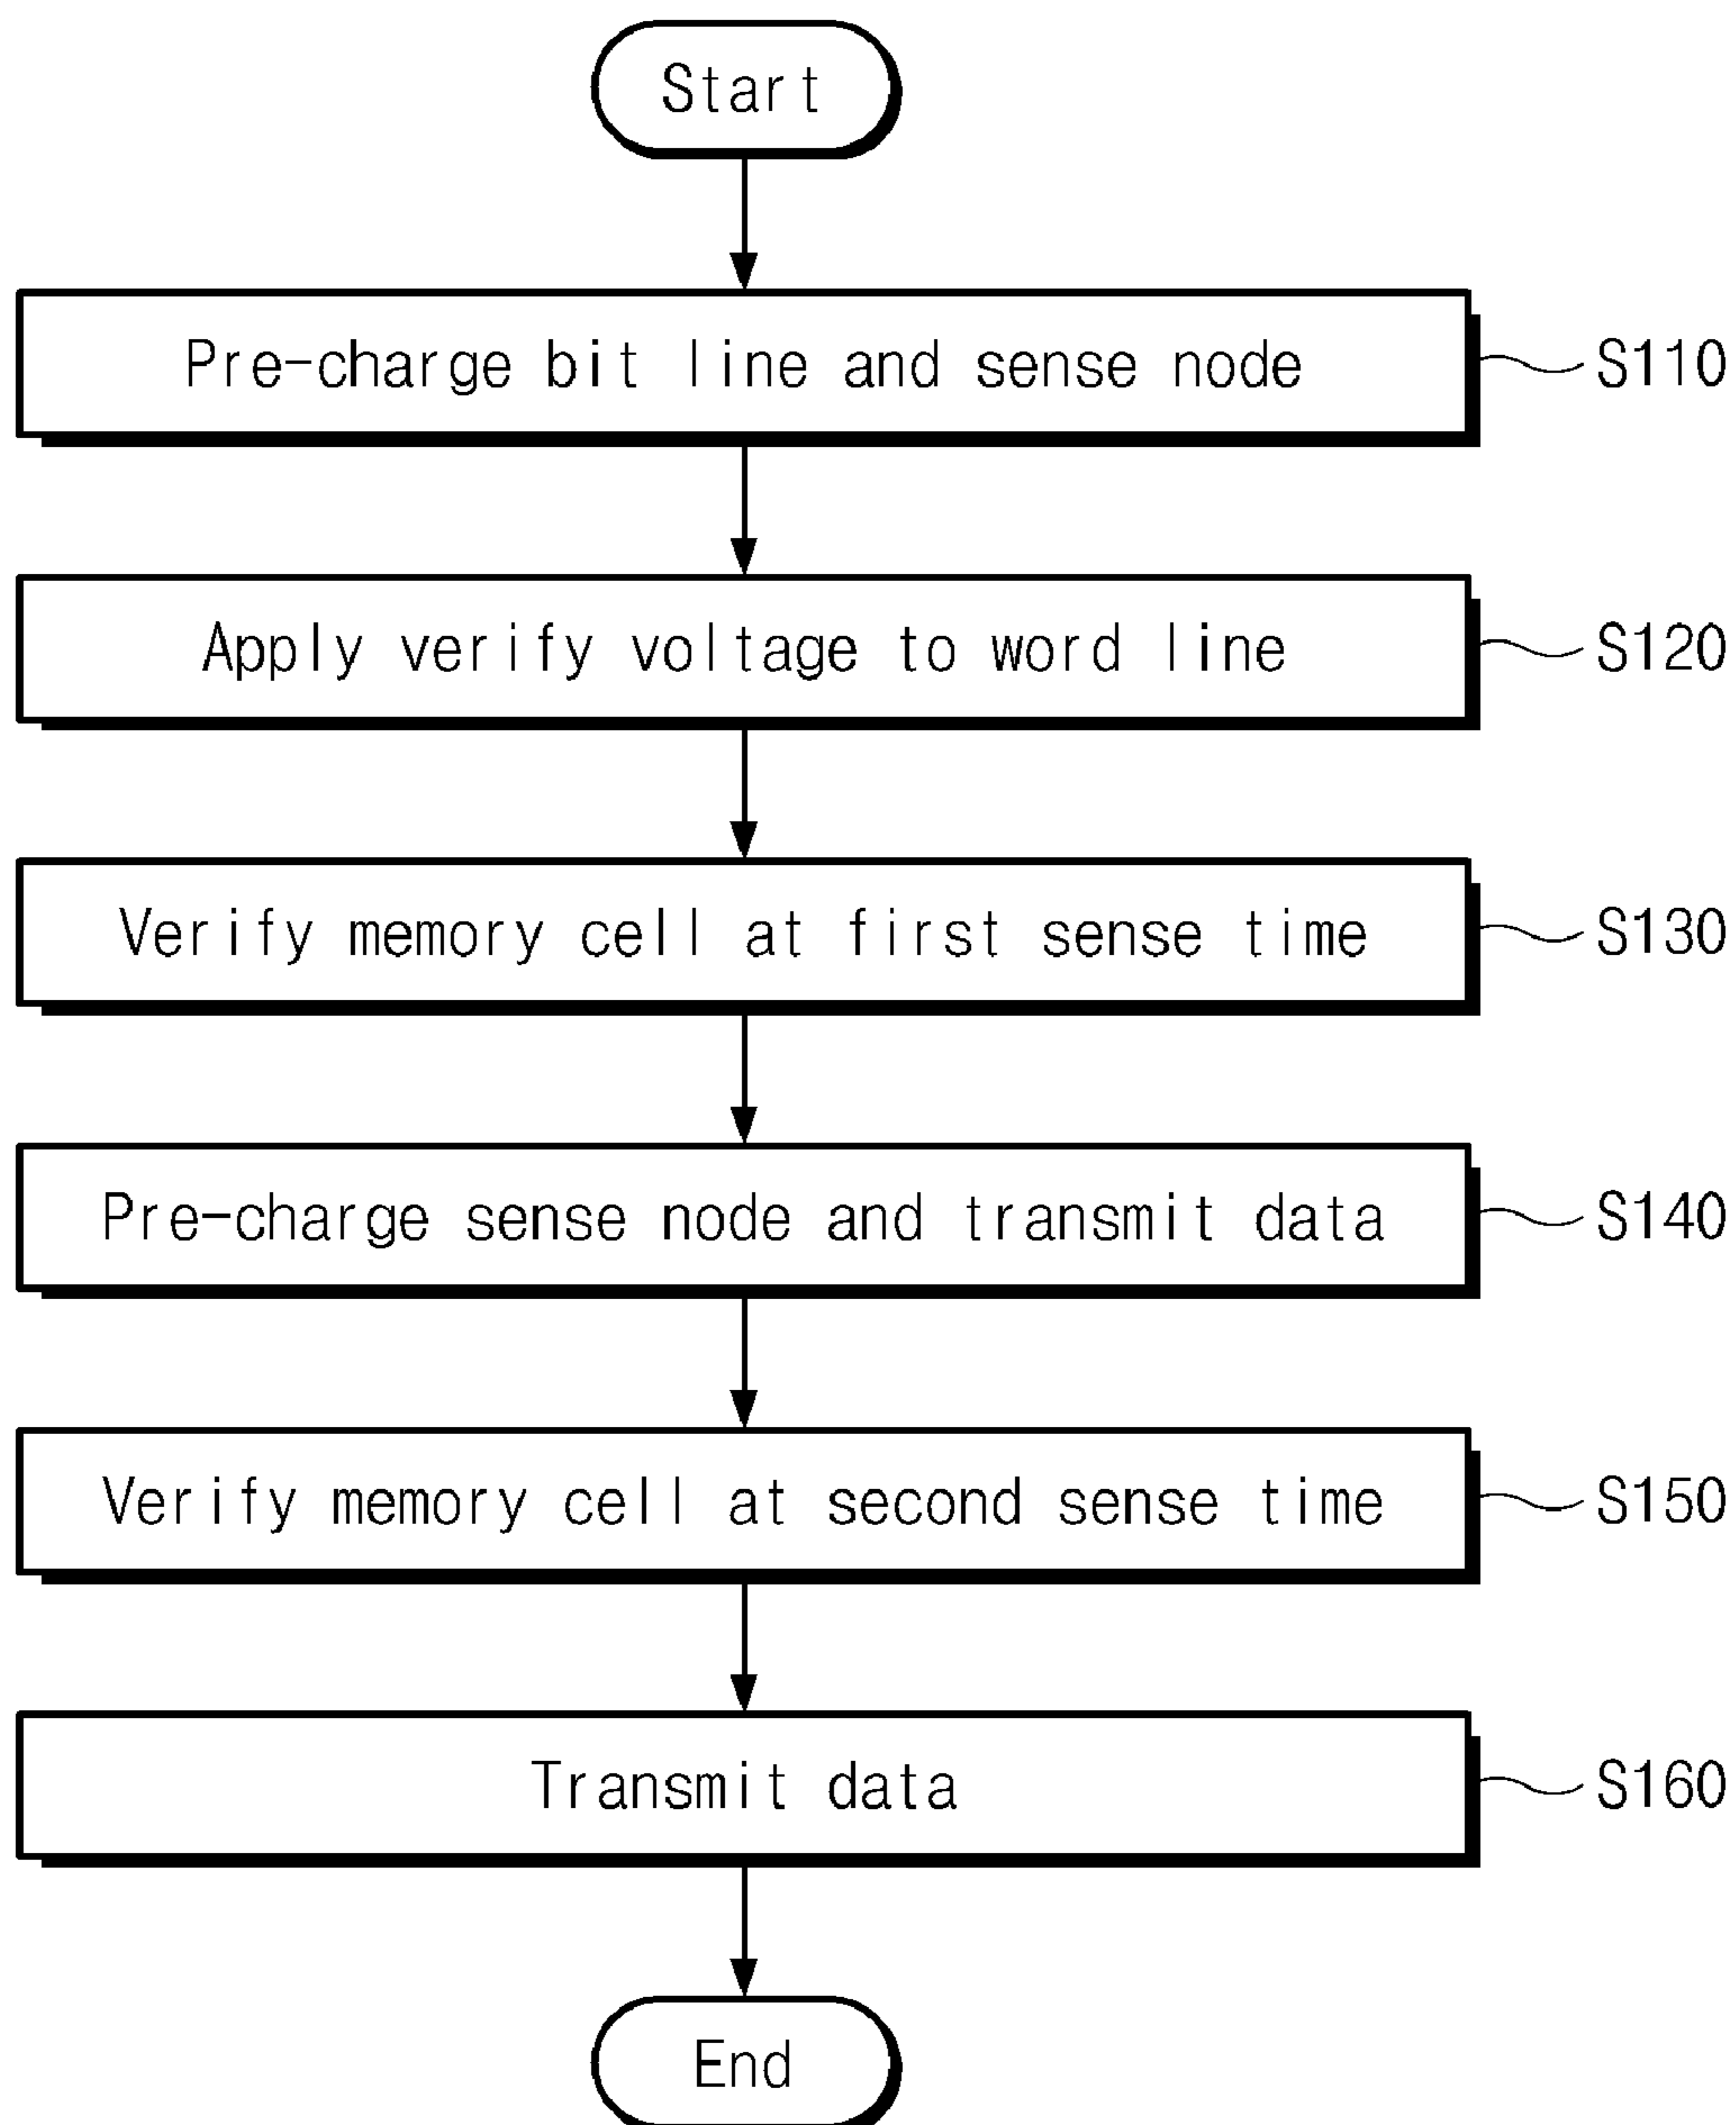 Start
Pre-charge bit line and sense node S110
Apply verify voltage to word line S120
Verify memory cell at first sense time S130
Pre-charge sense node and transmit data S140
Verify memory cell at second sense time S150
Transmit data S160
End